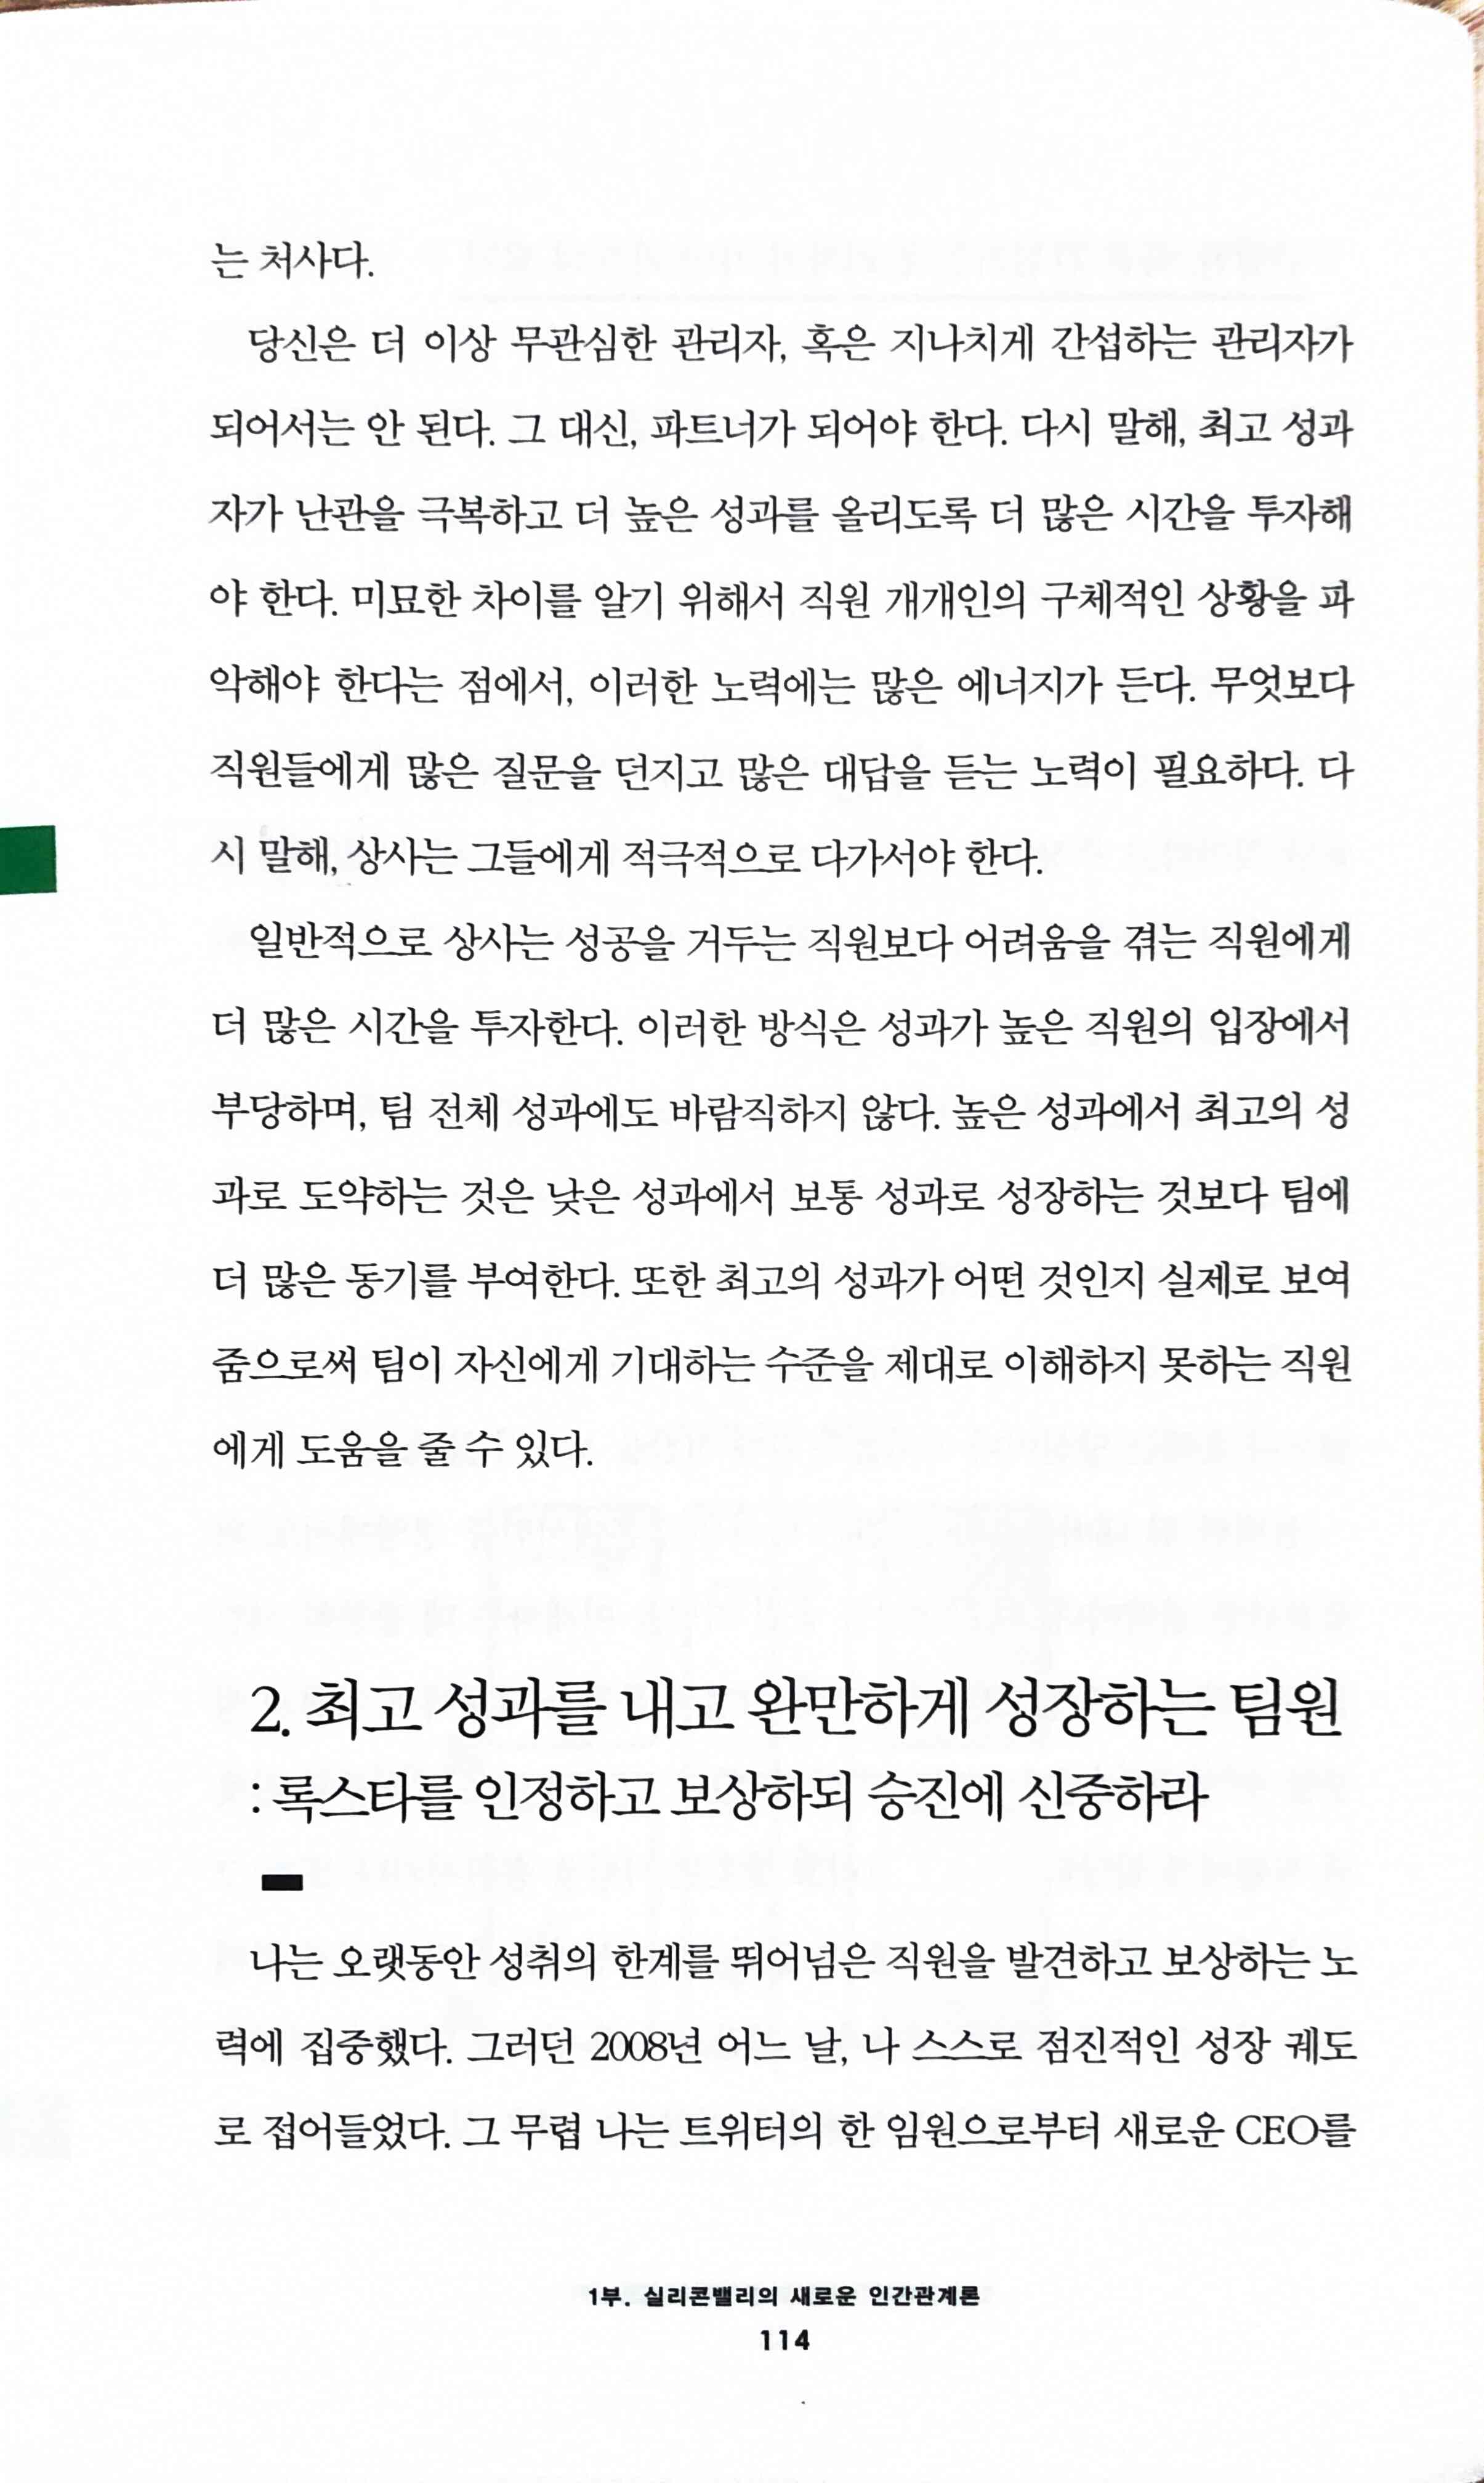 는 처사다.
당신은 더 이상 무관심한 관리자, 혹은 지나치게 간섭하는 관리자가
되어서는 안 된다. 그 대신, 파트너가 되어야 한다. 다시 말해, 최고 성과
자가 난관을 극복하고 더 높은 성과를 올리도록 더 많은 시간을 투자해
야 한다. 미묘한 차이를 알기 위해서 직원 개개인의 구체적인 상황을 파
악해야 한다는 점에서, 이러한 노력에는 많은 에너지가 든다. 무엇보다
직원들에게 많은 질문을 던지고 많은 대답을 듣는 노력이 필요하다. 다
시 말해, 상사는 그들에게 적극적으로 다가서야 한다.
일반적으로 상사는 성공을 거두는 직원보다 어려움을 겪는 직원에게
더 많은 시간을 투자한다. 이러한 방식은 성과가 높은 직원의 입장에서
부당하며, 팀 전체 성과에도 바람직하지 않다. 높은 성과에서 최고의 성
과로 도약하는 것은 낮은 성과에서 보통 성과로 성장하는 것보다 팀에
더 많은 동기를 부여한다. 또한 최고의 성과가 어떤 것인지 실제로 보여
줌으로써 팀이 자신에게 기대하는 수준을 제대로 이해하지 못하는 직원
에게 도움을 줄 수 있다.
2. 최고 성과를 내고 완만하게 성장하는 팀원
: 록스타를 인정하고 보상하되 승진에 신중하라
나는 오랫동안 성취의 한계를 뛰어넘은 직원을 발견하고 보상하는 노
력에 집중했다. 그러던 2008년 어느 날, 나 스스로 점진적인 성장 궤도
로 접어들었다. 그 무렵 나는 트위터의 한 임원으로부터 새로운 CEO를
1부. 실리콘밸리의 새로운 인간관계론
114